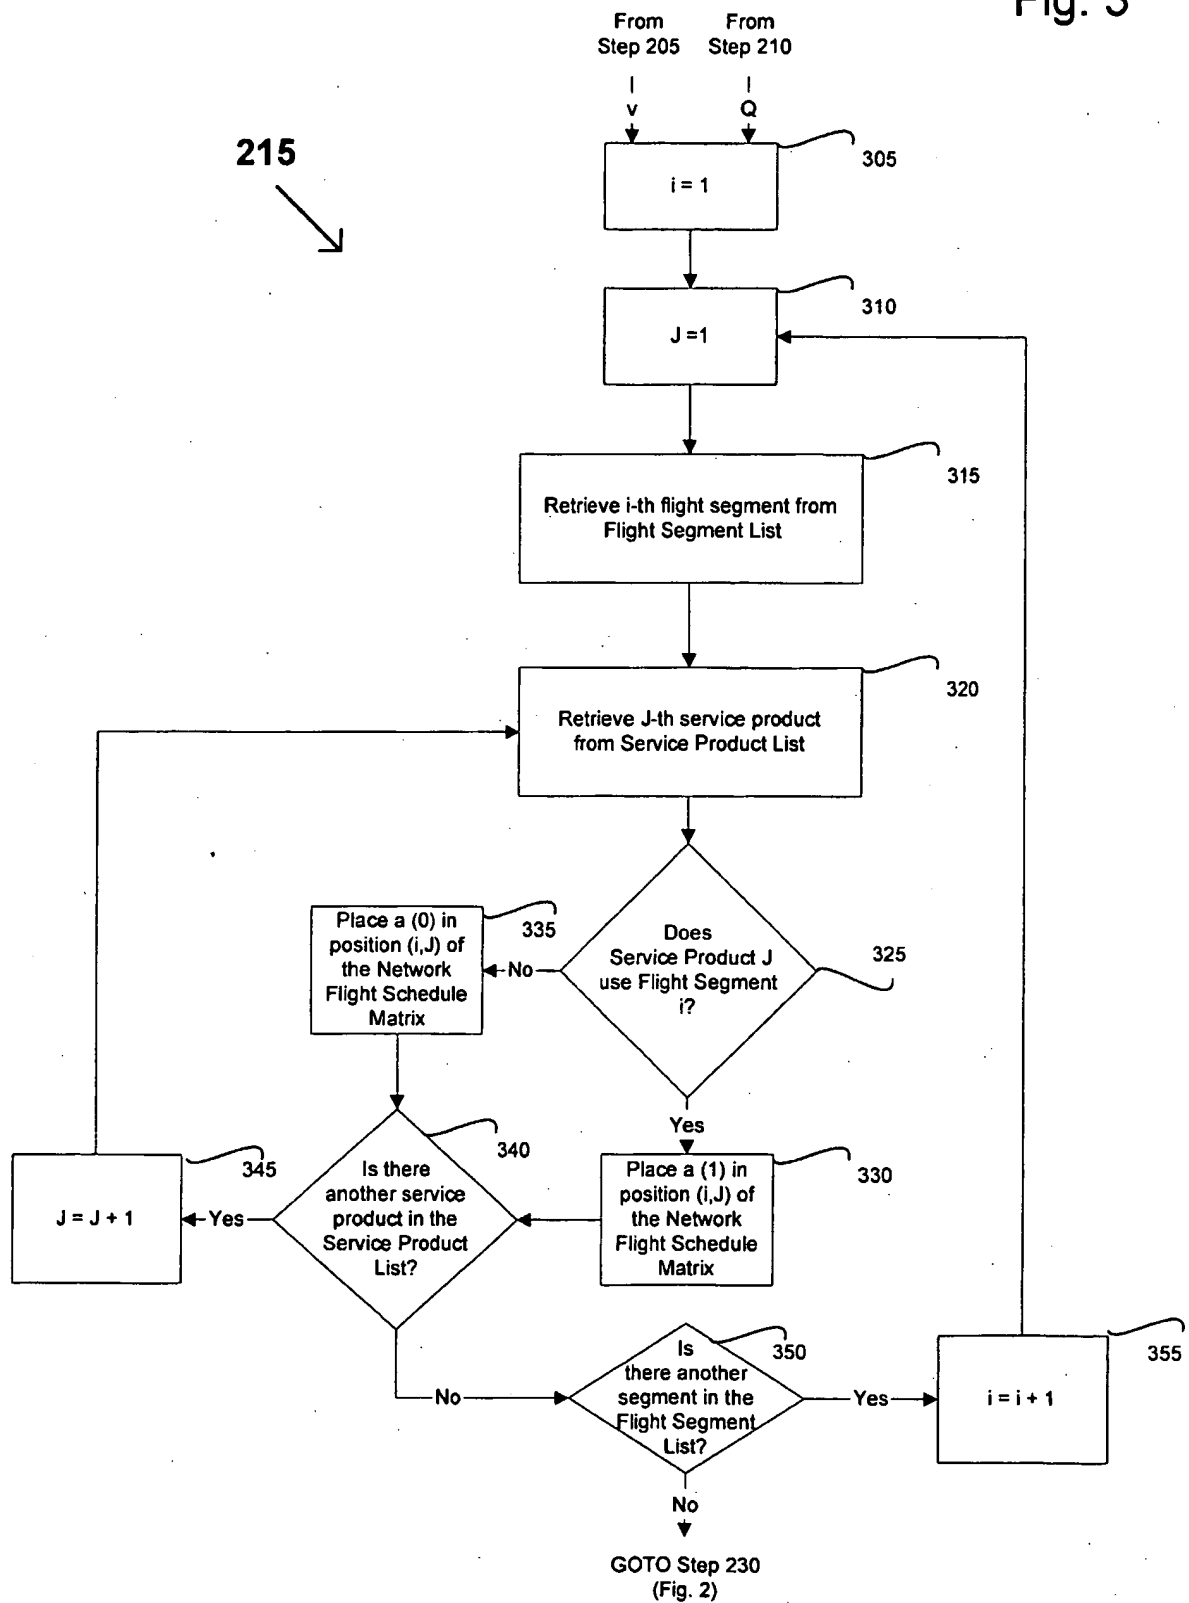 Fig. 3
From
Step 205
From
Step 210
v
Q
215
305
i = 1
310
J =1
315
Retrieve i-th flight segment from
Flight Segment List
320
Retrieve J-th service product
from Service Product List
Place a (0) in
position (i,J) of
the Network
Flight Schedule
Matrix
335
No
Does
Service Product J
use Flight Segment
i?
325
Yes
345
J = J + 1
Yes
340
Is there
another service
product in the
Service Product
List?
Place a (1) in
position (i,J) of
the Network
Flight Schedule
Matrix
330
No
350
Is
there another
segment in the
Flight Segment
List?
Yes
355
i = i + 1
No
GOTO Step 230
(Fig. 2)